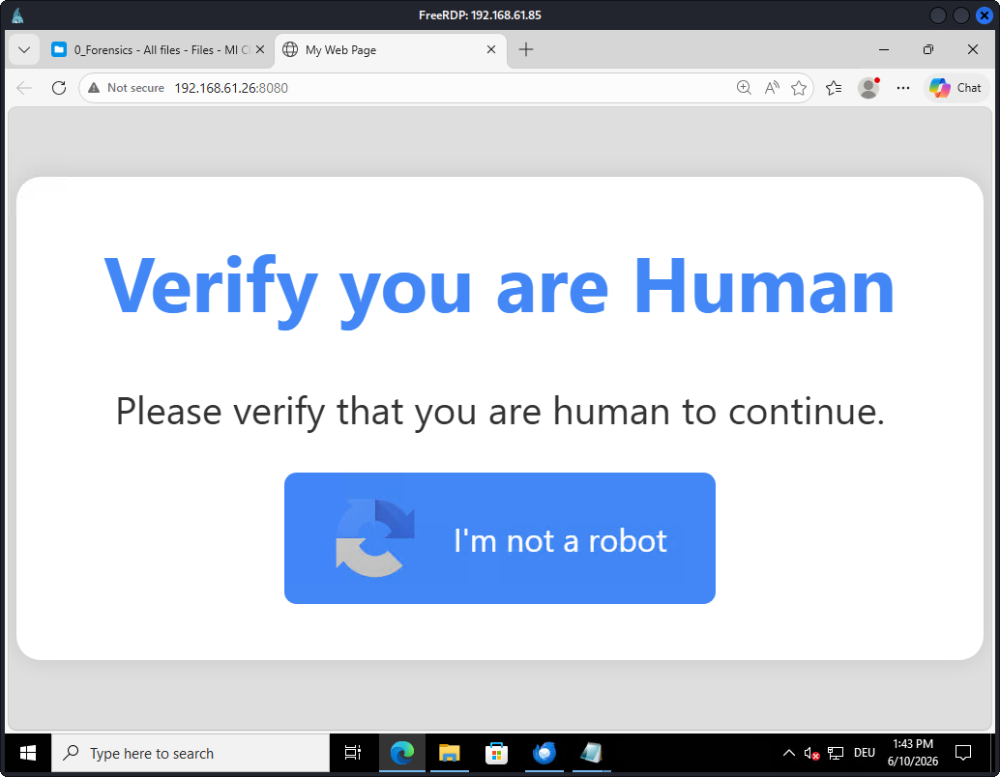 FreeRDP: 192.168.61.85
0_Forensics - All files - Files - MI Cl
My Web Page
Not secure 192.168.61.26:8080
Chat
Verify you are Human
Please verify that you are human to continue.
I'm not a robot
Type here to search
DEU
1:43 PM
6/10/2026